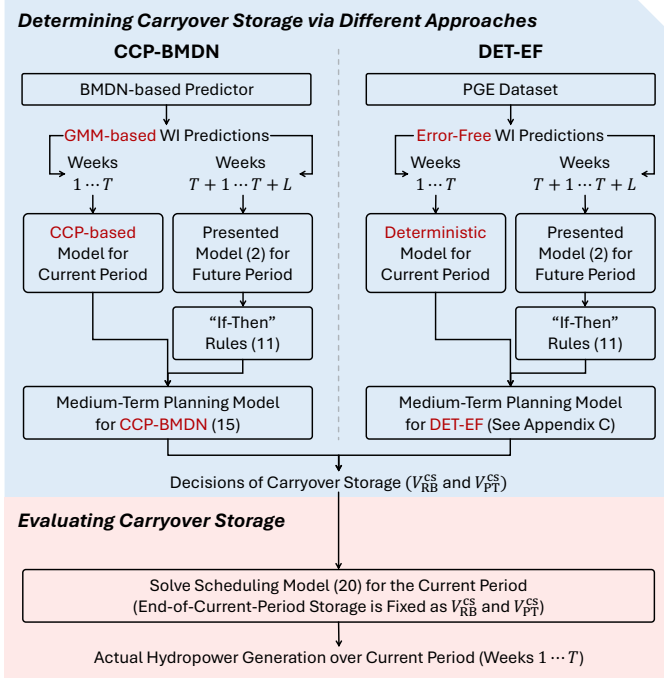 Determining Carryover Storage via Different Approaches
CCP-BMDN
BMDN-based Predictor
GMM-based WI Predictions
Weeks
1 ⋯ T
Weeks
T + 1 ⋯ T + L
CCP-based
Model for
Current Period
Presented
Model (2) for
Future Period
“If-Then”
Rules (11)
Medium-Term Planning Model
for CCP-BMDN (15)
DET-EF
PGE Dataset
Error-Free WI Predictions
Weeks
1 ⋯ T
Weeks
T + 1 ⋯ T + L
Deterministic
Model for
Current Period
Presented
Model (2) for
Future Period
“If-Then”
Rules (11)
Medium-Term Planning Model
for DET-EF (See Appendix C)
Decisions of Carryover Storage (V_RB^cs and V_PT^cs)
Evaluating Carryover Storage
Solve Scheduling Model (20) for the Current Period
(End-of-Current-Period Storage is Fixed as V_RB^cs and V_PT^cs)
Actual Hydropower Generation over Current Period (Weeks 1 ⋯ T)